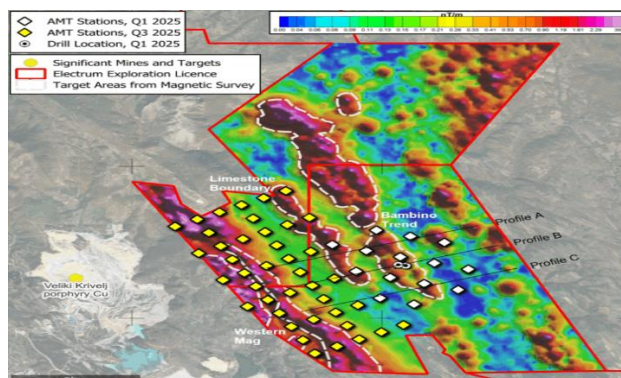 AMT Stations, Q1 2025
AMT Stations, Q3 2025
Drill Location, Q1 2025
Significant Mines and Targets
Electrum Exploration Licence
Target Areas from Magnetic Survey
nT/m
Limestone
Boundary
Bambino
Trend
Profile A
Profile B
Profile C
Veliki Krivelj
porphyry Cu
Western
Mag